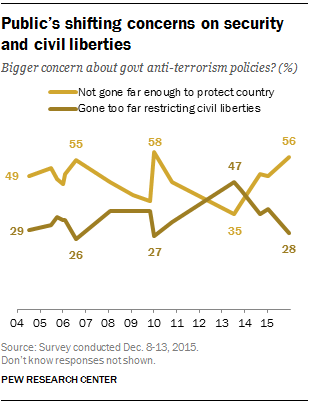 Public's shifting concerns on security
and civil liberties
Bigger concern about govt anti-terrorism policies? (%)
Not gone far enough to protect country
Gone too far restricting civil liberties
55
58
56
49
47
29
35
26
27
28
04 05 06 07 08 09 10 11 12 13 14 15
Source: Survey conducted Dec. 8-13, 2015.
Don't know responses not shown.
PEW RESEARCH CENTER